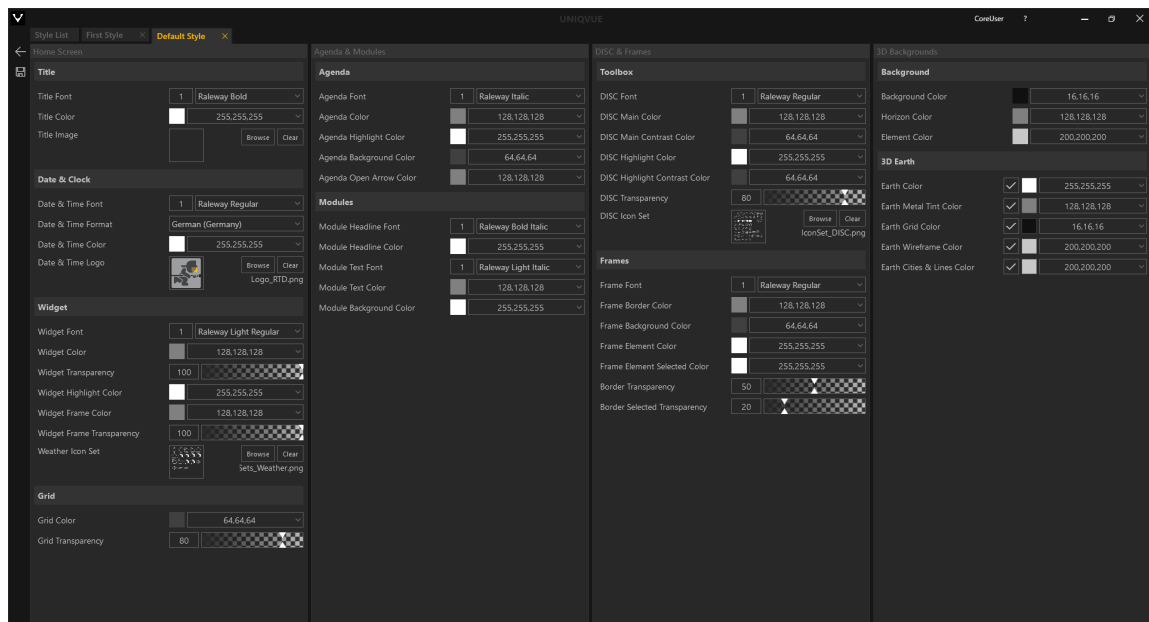 UNIQVUE
CoreUser ?
Style List First Style Default Style
Home Screen
Title
Title Font 1 Raleway Bold
Title Color 255,255,255
Title Image Browse Clear
Date & Clock
Date & Time Font 1 Raleway Regular
Date & Time Format German (Germany)
Date & Time Color 255,255,255
Date & Time Logo Browse Clear
Logo_RTD.png
Widget
Widget Font 1 Raleway Light Regular
Widget Color 128,128,128
Widget Transparency 100
Widget Highlight Color 255,255,255
Widget Frame Color 128,128,128
Widget Frame Transparency 100
Weather Icon Set Browse Clear
Sets_Weather.png
Grid
Grid Color 64,64,64
Grid Transparency 80
Agenda & Modules
Agenda
Agenda Font 1 Raleway Italic
Agenda Color 128,128,128
Agenda Highlight Color 255,255,255
Agenda Background Color 64,64,64
Agenda Open Arrow Color 128,128,128
Modules
Module Headline Font 1 Raleway Bold Italic
Module Headline Color 255,255,255
Module Text Font 1 Raleway Light Italic
Module Text Color 128,128,128
Module Background Color 255,255,255
DISC & Frames
Toolbox
DISC Font 1 Raleway Regular
DISC Main Color 128,128,128
DISC Main Contrast Color 64,64,64
DISC Highlight Color 255,255,255
DISC Highlight Contrast Color 64,64,64
DISC Transparency 80
DISC Icon Set Browse Clear
IconSet_DISC.png
Frames
Frame Font 1 Raleway Regular
Frame Border Color 128,128,128
Frame Background Color 64,64,64
Frame Element Color 255,255,255
Frame Element Selected Color 255,255,255
Border Transparency 50
Border Selected Transparency 20
3D Backgrounds
Background
Background Color 16,16,16
Horizon Color 128,128,128
Element Color 200,200,200
3D Earth
Earth Color 255,255,255
Earth Metal Tint Color 128,128,128
Earth Grid Color 16,16,16
Earth Wireframe Color 200,200,200
Earth Cities & Lines Color 200,200,200